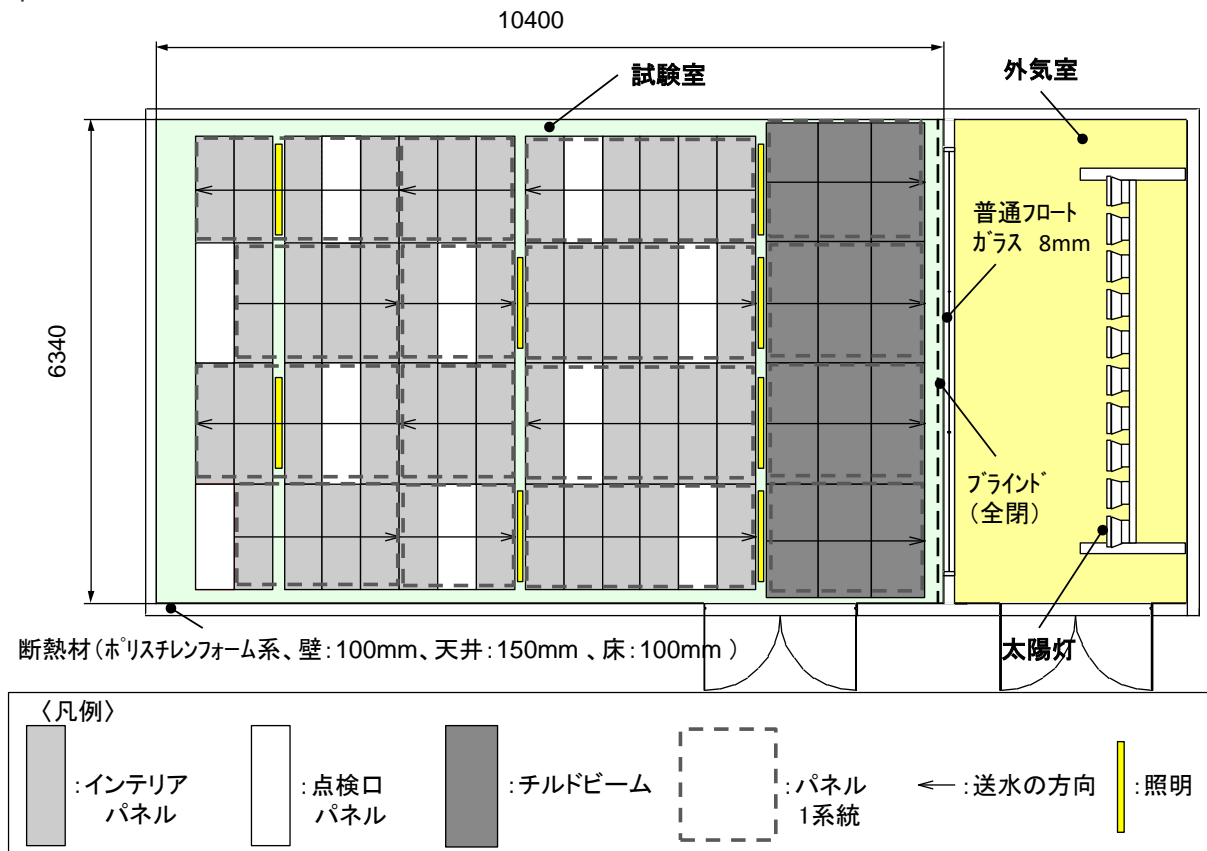 10400
試験室
外気室
6340
普通フロート
ｶﾞﾗｽ 8mm
ﾌﾞﾗｲﾝﾄﾞ
（全閉）
太陽灯
断熱材（ﾎﾟﾘｽﾁﾚﾝﾌｫｰﾑ系、壁：100mm、天井：150mm 、床：100mm ）
〈凡例〉
：インテリア
パネル
：点検口
パネル
：チルドビーム
：パネル
1系統
：送水の方向
：照明